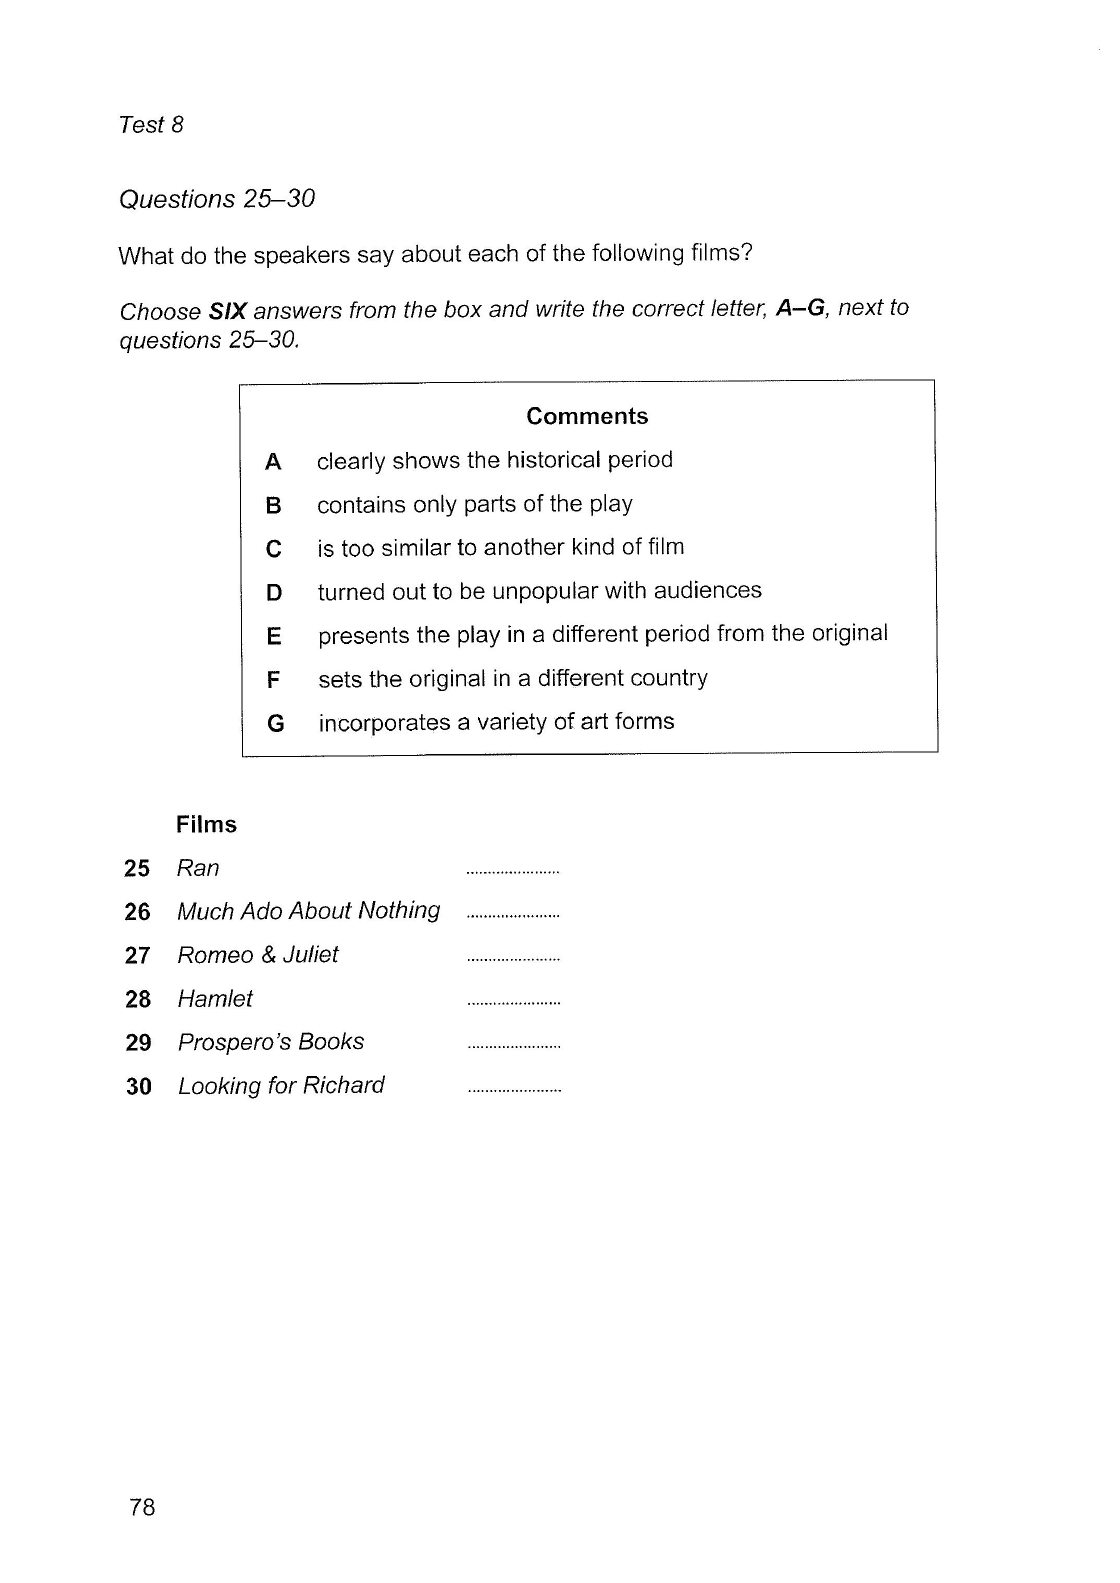 Test 8
Questions 25–30
What do the speakers say about each of the following films?
Choose SIX answers from the box and write the correct letter, A–G, next to
questions 25–30.
Comments
A clearly shows the historical period
B contains only parts of the play
C is too similar to another kind of film
D turned out to be unpopular with audiences
E presents the play in a different period from the original
F sets the original in a different country
G incorporates a variety of art forms
Films
25 Ran ......................
26 Much Ado About Nothing ......................
27 Romeo & Juliet ......................
28 Hamlet ......................
29 Prospero's Books ......................
30 Looking for Richard ......................
78